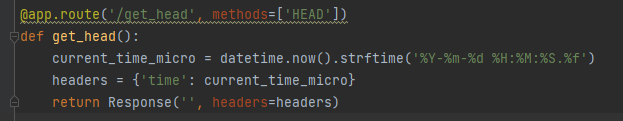 @app.route('/get_head', methods=['HEAD'])
def get_head():
    current_time_micro = datetime.now().strftime('%Y-%m-%d %H:%M:%S.%f')
    headers = {'time': current_time_micro}
    return Response('', headers=headers)